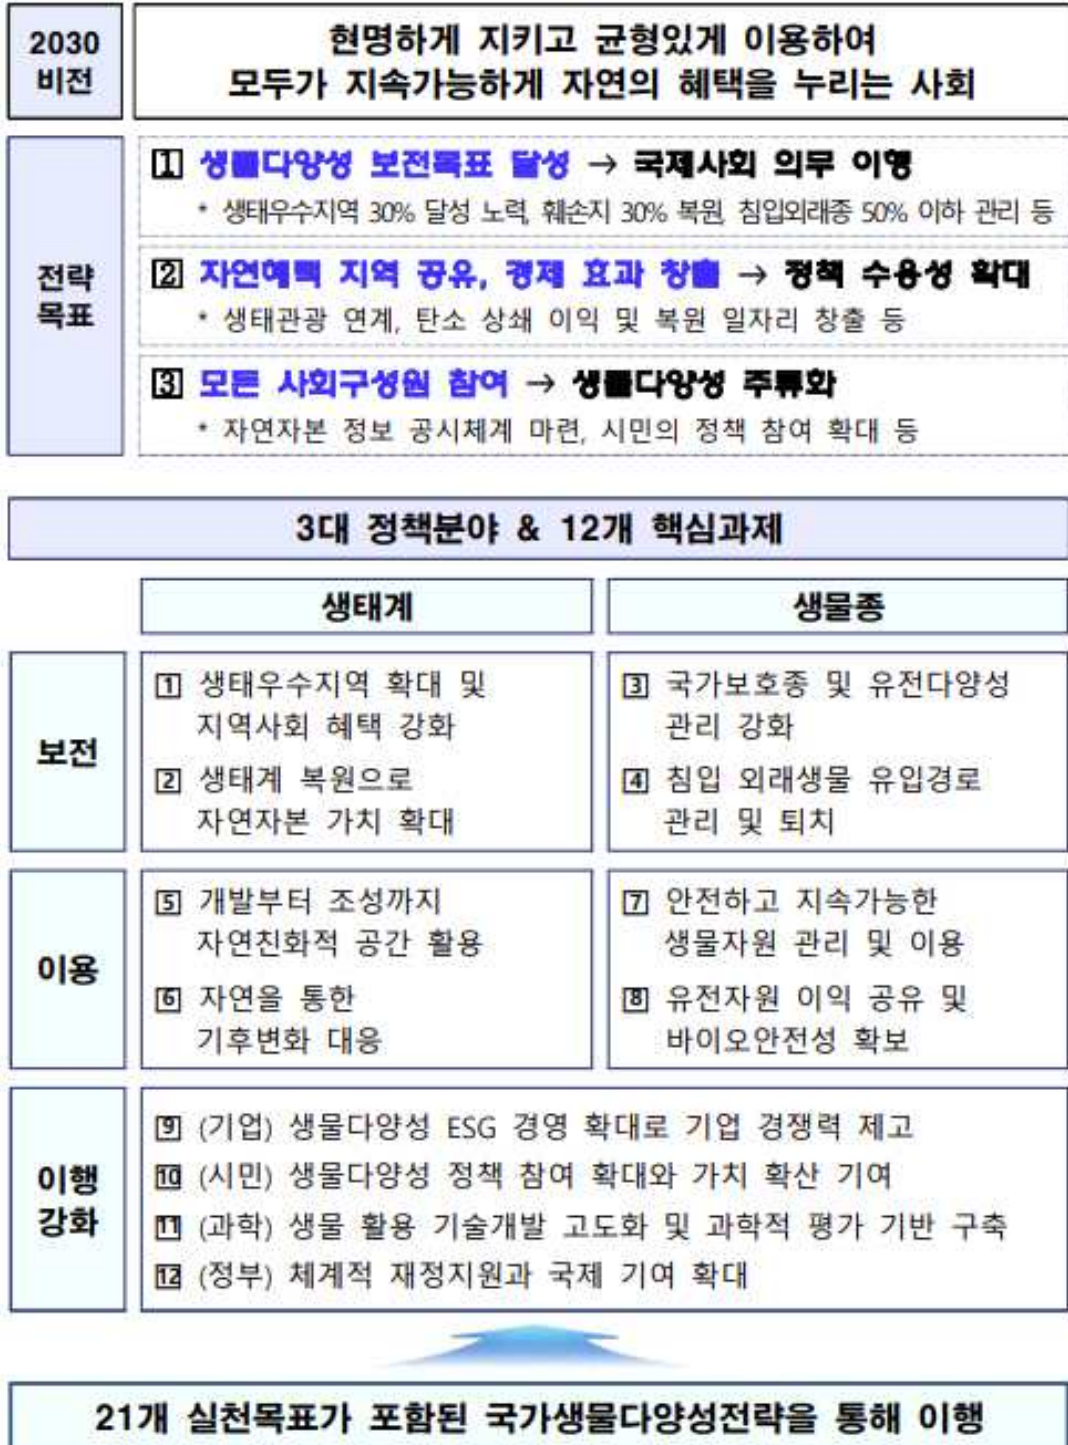 2030
비전
현명하게 지키고 균형있게 이용하여
모두가 지속가능하게 자연의 혜택을 누리는 사회
전략
목표
1 생물다양성 보전목표 달성 → 국제사회 의무 이행
* 생태우수지역 30% 달성 노력, 훼손지 30% 복원, 침입외래종 50% 이하 관리 등
2 자연혜택 지역 공유, 경제 효과 창출 → 정책 수용성 확대
* 생태관광 연계, 탄소 상쇄 이익 및 복원 일자리 창출 등
3 모든 사회구성원 참여 → 생물다양성 주류화
* 자연자본 정보 공시체계 마련, 시민의 정책 참여 확대 등
3대 정책분야 & 12개 핵심과제
생태계
생물종
보전
1 생태우수지역 확대 및
지역사회 혜택 강화
2 생태계 복원으로
자연자본 가치 확대
3 국가보호종 및 유전다양성
관리 강화
4 침입 외래생물 유입경로
관리 및 퇴치
이용
5 개발부터 조성까지
자연친화적 공간 활용
6 자연을 통한
기후변화 대응
7 안전하고 지속가능한
생물자원 관리 및 이용
8 유전자원 이익 공유 및
바이오안전성 확보
이행
강화
9 (기업) 생물다양성 ESG 경영 확대로 기업 경쟁력 제고
10 (시민) 생물다양성 정책 참여 확대와 가치 확산 기여
11 (과학) 생물 활용 기술개발 고도화 및 과학적 평가 기반 구축
12 (정부) 체계적 재정지원과 국제 기여 확대
21개 실천목표가 포함된 국가생물다양성전략을 통해 이행